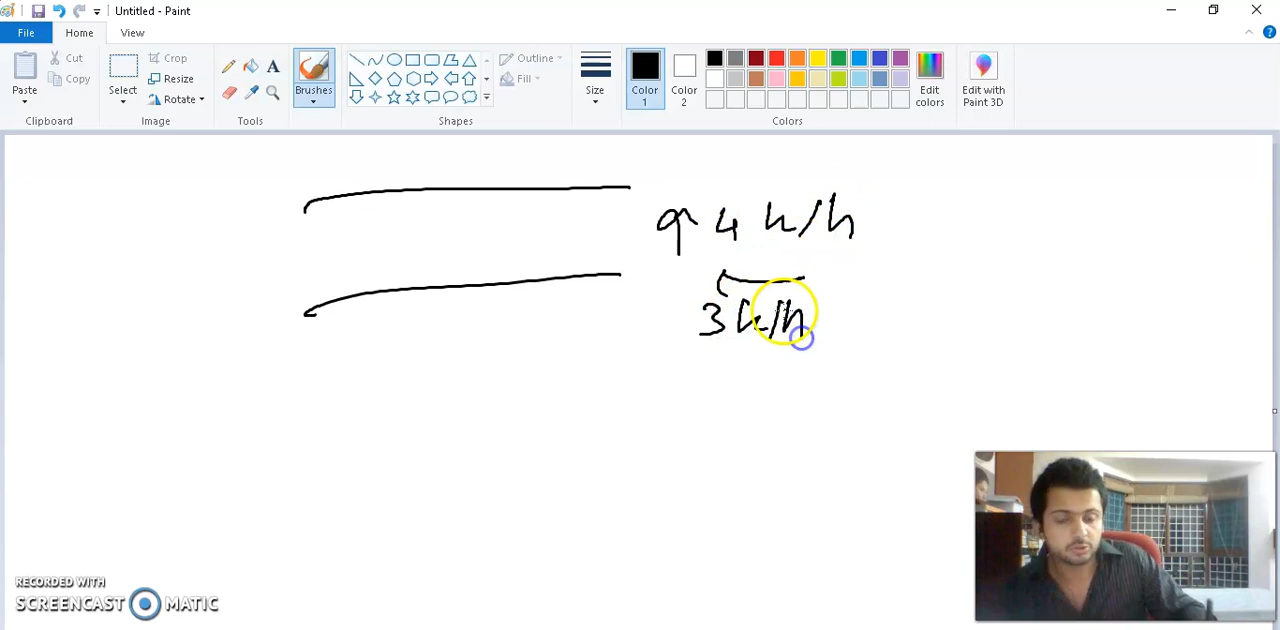 Untitled - Paint
File
Home
View
Paste
Cut
Copy
Clipboard
Select
Crop
Resize
Rotate
Image
A
Tools
Brushes
Outline
Fill
Shapes
Size
Color 1
Color 2
Edit colors
Edit with Paint 3D
Colors
4 k/h
3 k/h
RECORDED WITH
SCREENCAST MATIC